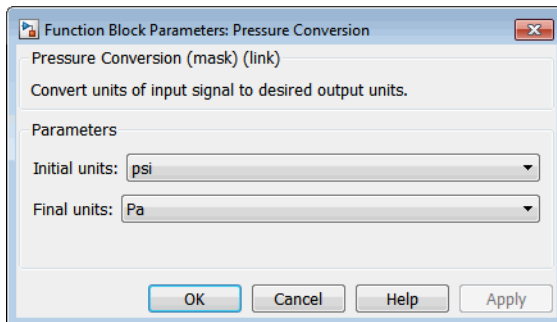 Function Block Parameters: Pressure Conversion
Pressure Conversion (mask) (link)
Convert units of input signal to desired output units.
Parameters
Initial units: psi
Final units: Pa
OK Cancel Help Apply